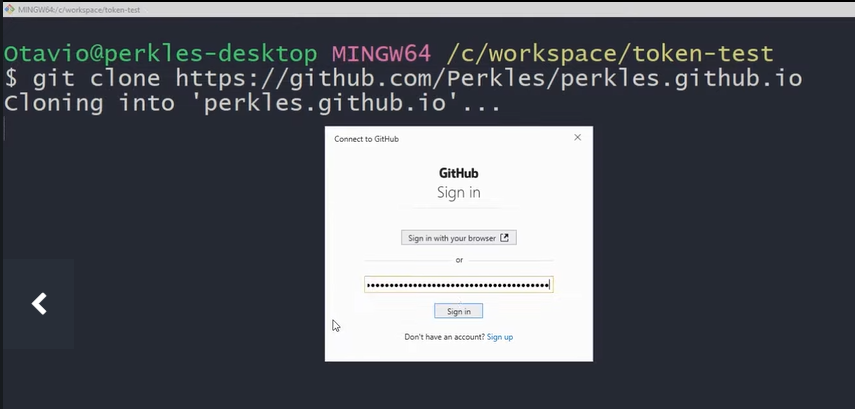 MINGW64:/c/workspace/token-test
Otavio@perkles-desktop MINGW64 /c/workspace/token-test
$ git clone https://github.com/Perkles/perkles.github.io
Cloning into 'perkles.github.io'...
Connect to GitHub
GitHub
Sign in
Sign in with your browser
or
Sign in
Don't have an account? Sign up